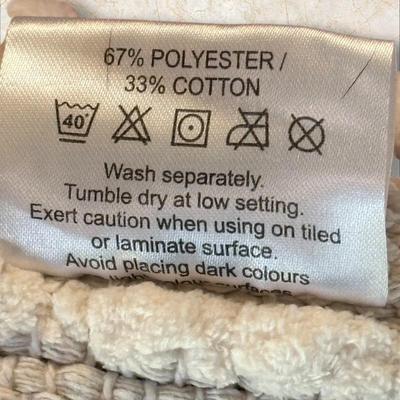 67% POLYESTER /
33% COTTON
40°
Wash separately.
Tumble dry at low setting.
Exert caution when using on tiled
or laminate surface.
Avoid placing dark colours